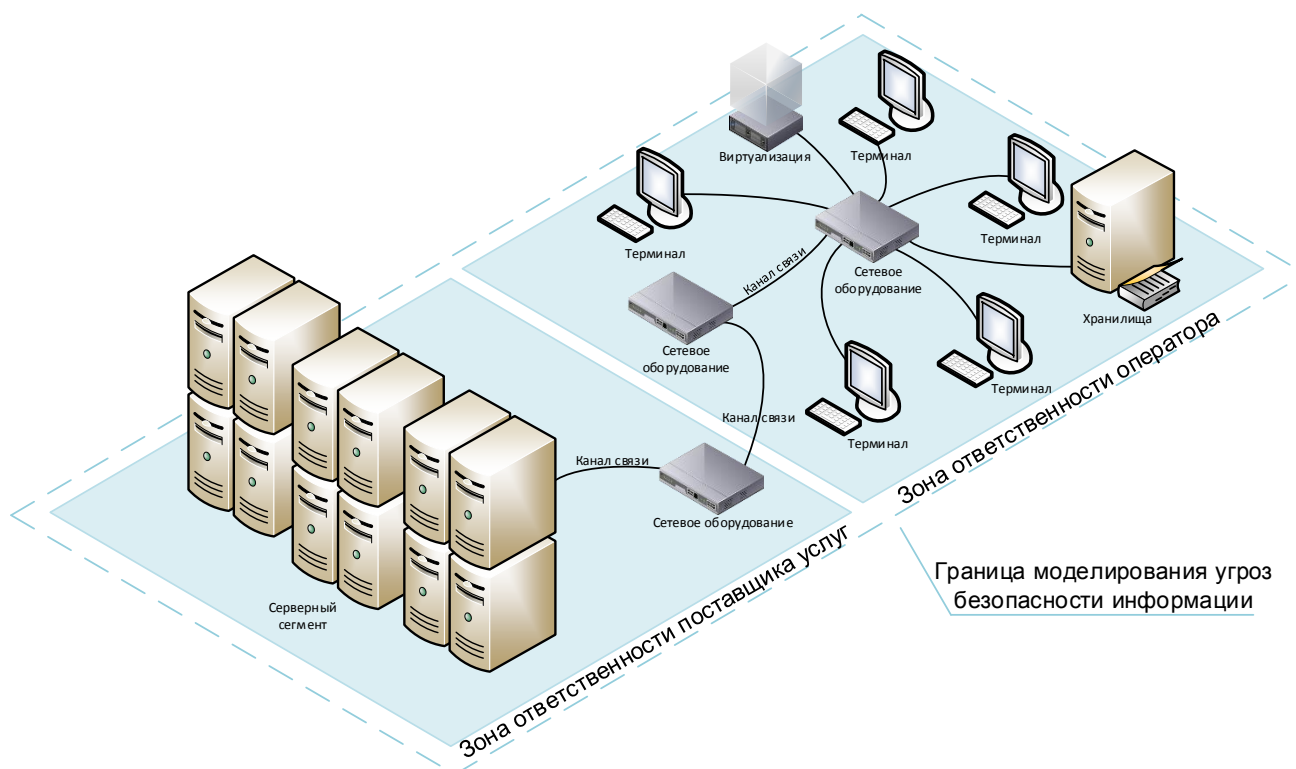 Виртуализация
Терминал
Терминал
Терминал
Канал связи
Сетевое
оборудование
Хранилища
Сетевое
оборудование
Терминал
Канал связи
Терминал
Зона ответственности оператора
Канал связи
Сетевое оборудование
Серверный
сегмент
Зона ответственности поставщика услуг
Граница моделирования угроз
безопасности информации